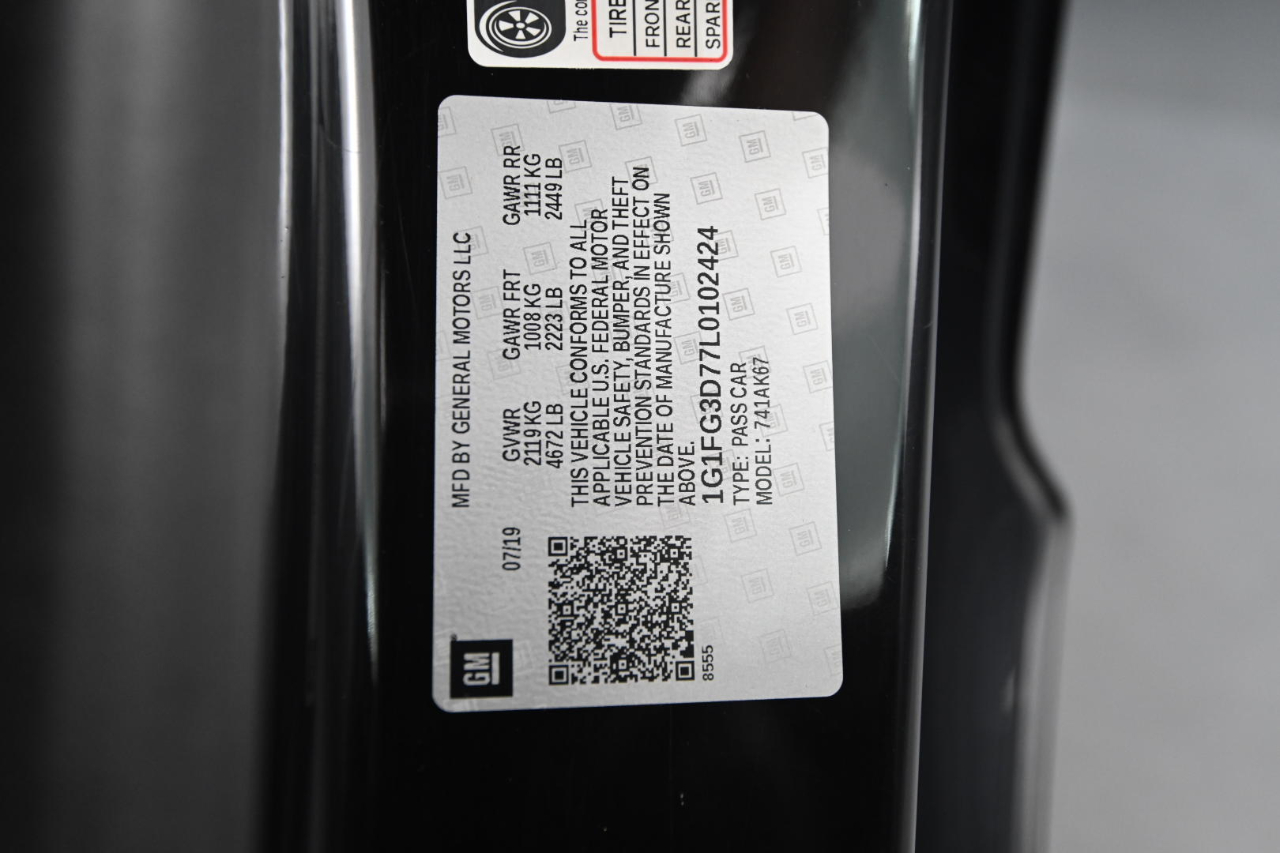 The co
TIRE
FRON
REAR
SPAR
GM
MFD BY GENERAL MOTORS LLC
07/19
GVWR GAWR FRT GAWR RR
2119 KG 1008 KG 1111 KG
4672 LB 2223 LB 2449 LB
THIS VEHICLE CONFORMS TO ALL
APPLICABLE U.S. FEDERAL MOTOR
VEHICLE SAFETY, BUMPER, AND THEFT
PREVENTION STANDARDS IN EFFECT ON
THE DATE OF MANUFACTURE SHOWN
ABOVE.
1G1FG3D77L0102424
TYPE: PASS CAR
MODEL: 741AK67
8555